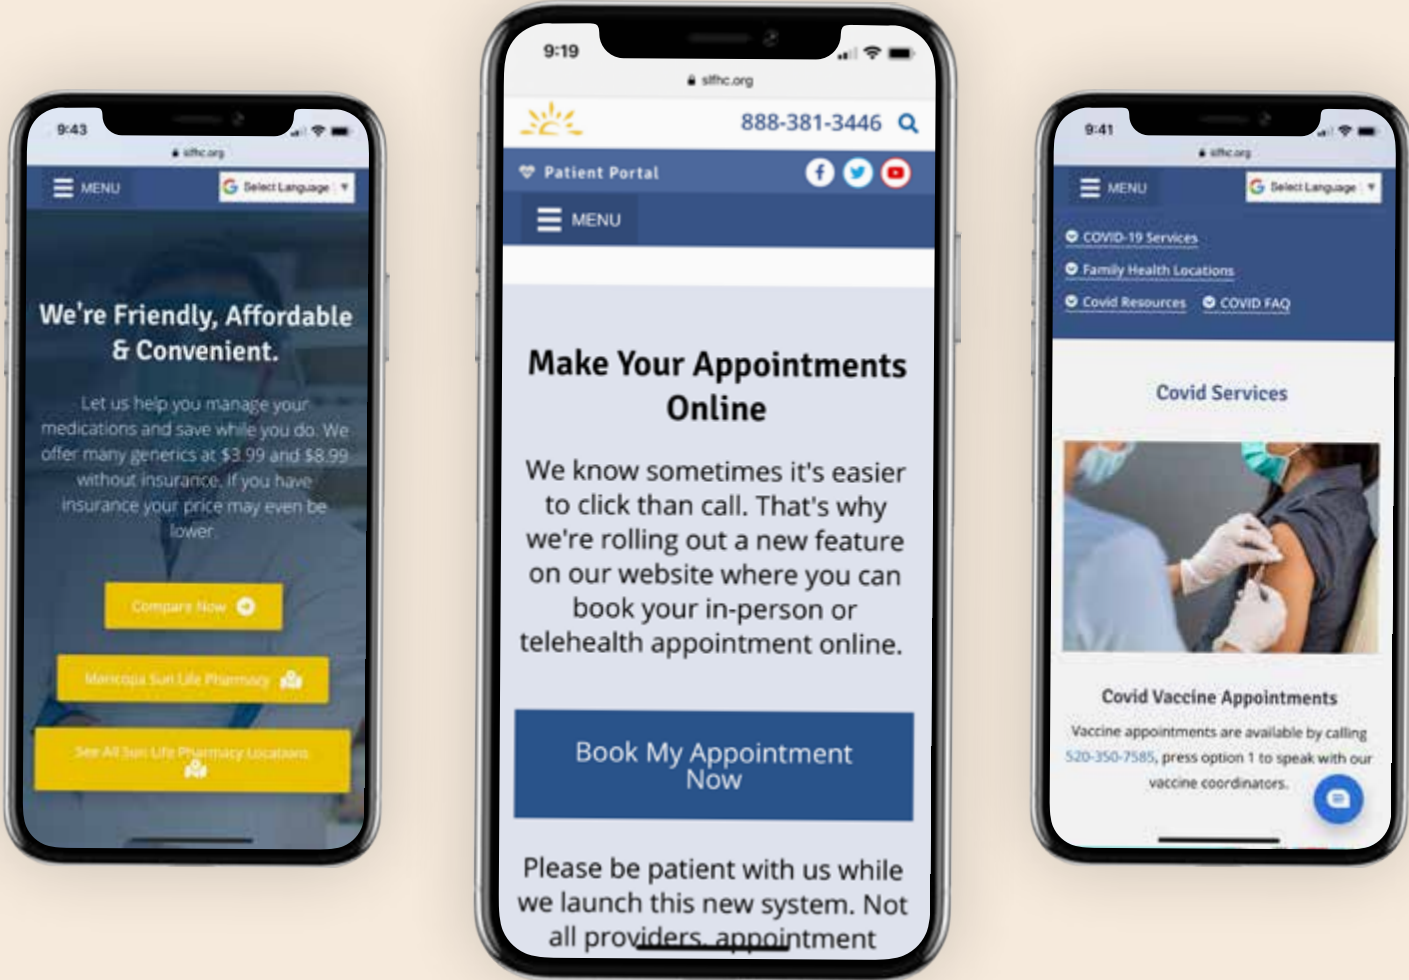 9:43
slfhc.org
MENU
Select Language
We're Friendly, Affordable
& Convenient.
Let us help you manage your
medications and save while you do. We
offer many generics at $3.99 and $8.99
without insurance. If you have
insurance your price may even be
lower.
Compare Now
Maricopa Sun Life Pharmacy
See All Sun Life Pharmacy Locations
9:19
slfhc.org
888-381-3446
Patient Portal
MENU
Make Your Appointments
Online
We know sometimes it's easier
to click than call. That's why
we're rolling out a new feature
on our website where you can
book your in-person or
telehealth appointment online.
Book My Appointment
Now
Please be patient with us while
we launch this new system. Not
all providers, appointment
9:41
slfhc.org
MENU
Select Language
COVID-19 Services
Family Health Locations
Covid Resources COVID FAQ
Covid Services
Covid Vaccine Appointments
Vaccine appointments are available by calling
520-350-7585, press option 1 to speak with our
vaccine coordinators.